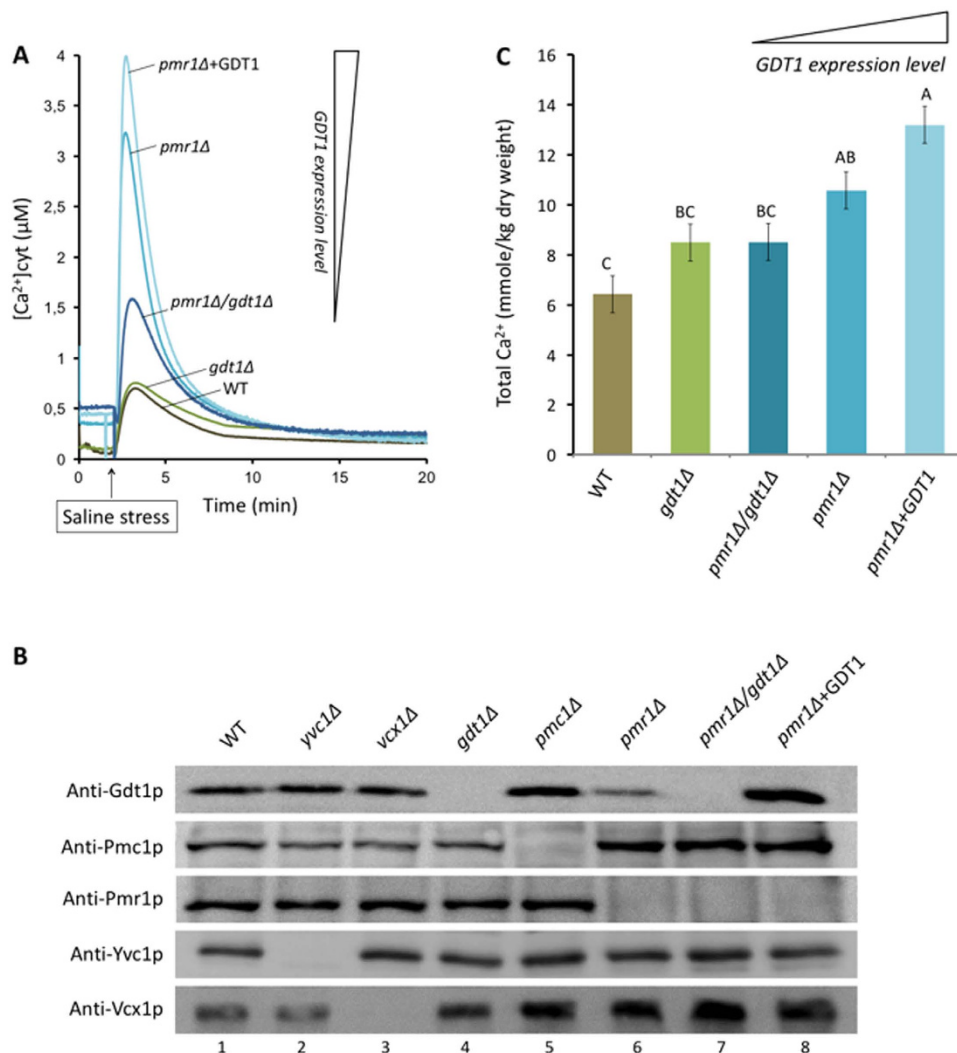 A
4
3,5
3
2,5
2
1,5
1
0,5
0
[Ca²⁺]cyt (µM)
pmr1Δ+GDT1
pmr1Δ
pmr1Δ/gdt1Δ
gdt1Δ
WT
GDT1 expression level
0 5 10 15 20
Time (min)
Saline stress
C
GDT1 expression level
16
14
12
10
8
6
4
2
0
Total Ca²⁺ (mmole/kg dry weight)
C BC BC AB A
WT gdt1Δ pmr1Δ/gdt1Δ pmr1Δ pmr1Δ+GDT1
B
WT yvc1Δ vcx1Δ gdt1Δ pmc1Δ pmr1Δ pmr1Δ/gdt1Δ pmr1Δ+GDT1
Anti-Gdt1p
Anti-Pmc1p
Anti-Pmr1p
Anti-Yvc1p
Anti-Vcx1p
1 2 3 4 5 6 7 8